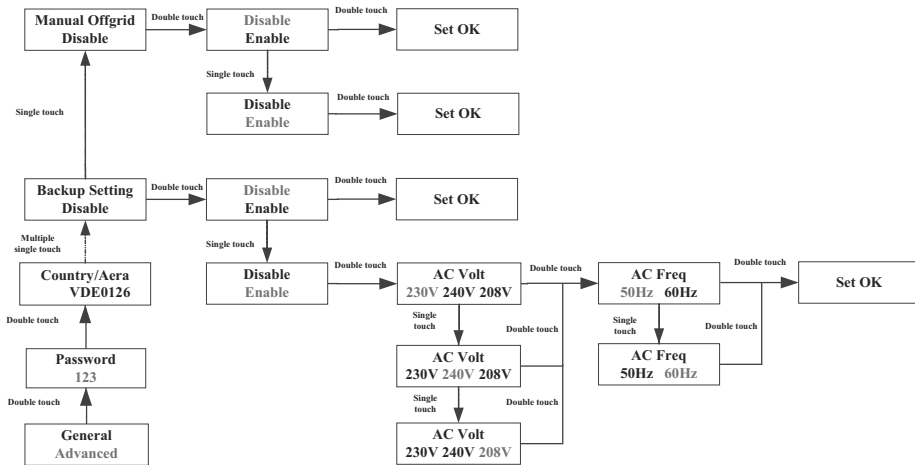 Manual Offgrid
Disable
Double touch
Disable
Enable
Double touch
Set OK
Single touch
Disable
Enable
Double touch
Set OK
Single touch
Backup Setting
Disable
Double touch
Disable
Enable
Double touch
Set OK
Single touch
Disable
Enable
Double touch
AC Volt
230V 240V 208V
Double touch
AC Freq
50Hz 60Hz
Double touch
Set OK
Single
touch
Double
touch
AC Volt
230V 240V 208V
Single
touch
Double
touch
AC Freq
50Hz 60Hz
Single
touch
Double
touch
AC Volt
230V 240V 208V
Multiple
single touch
Country/Aera
VDE0126
Double touch
Password
123
Double touch
General
Advanced